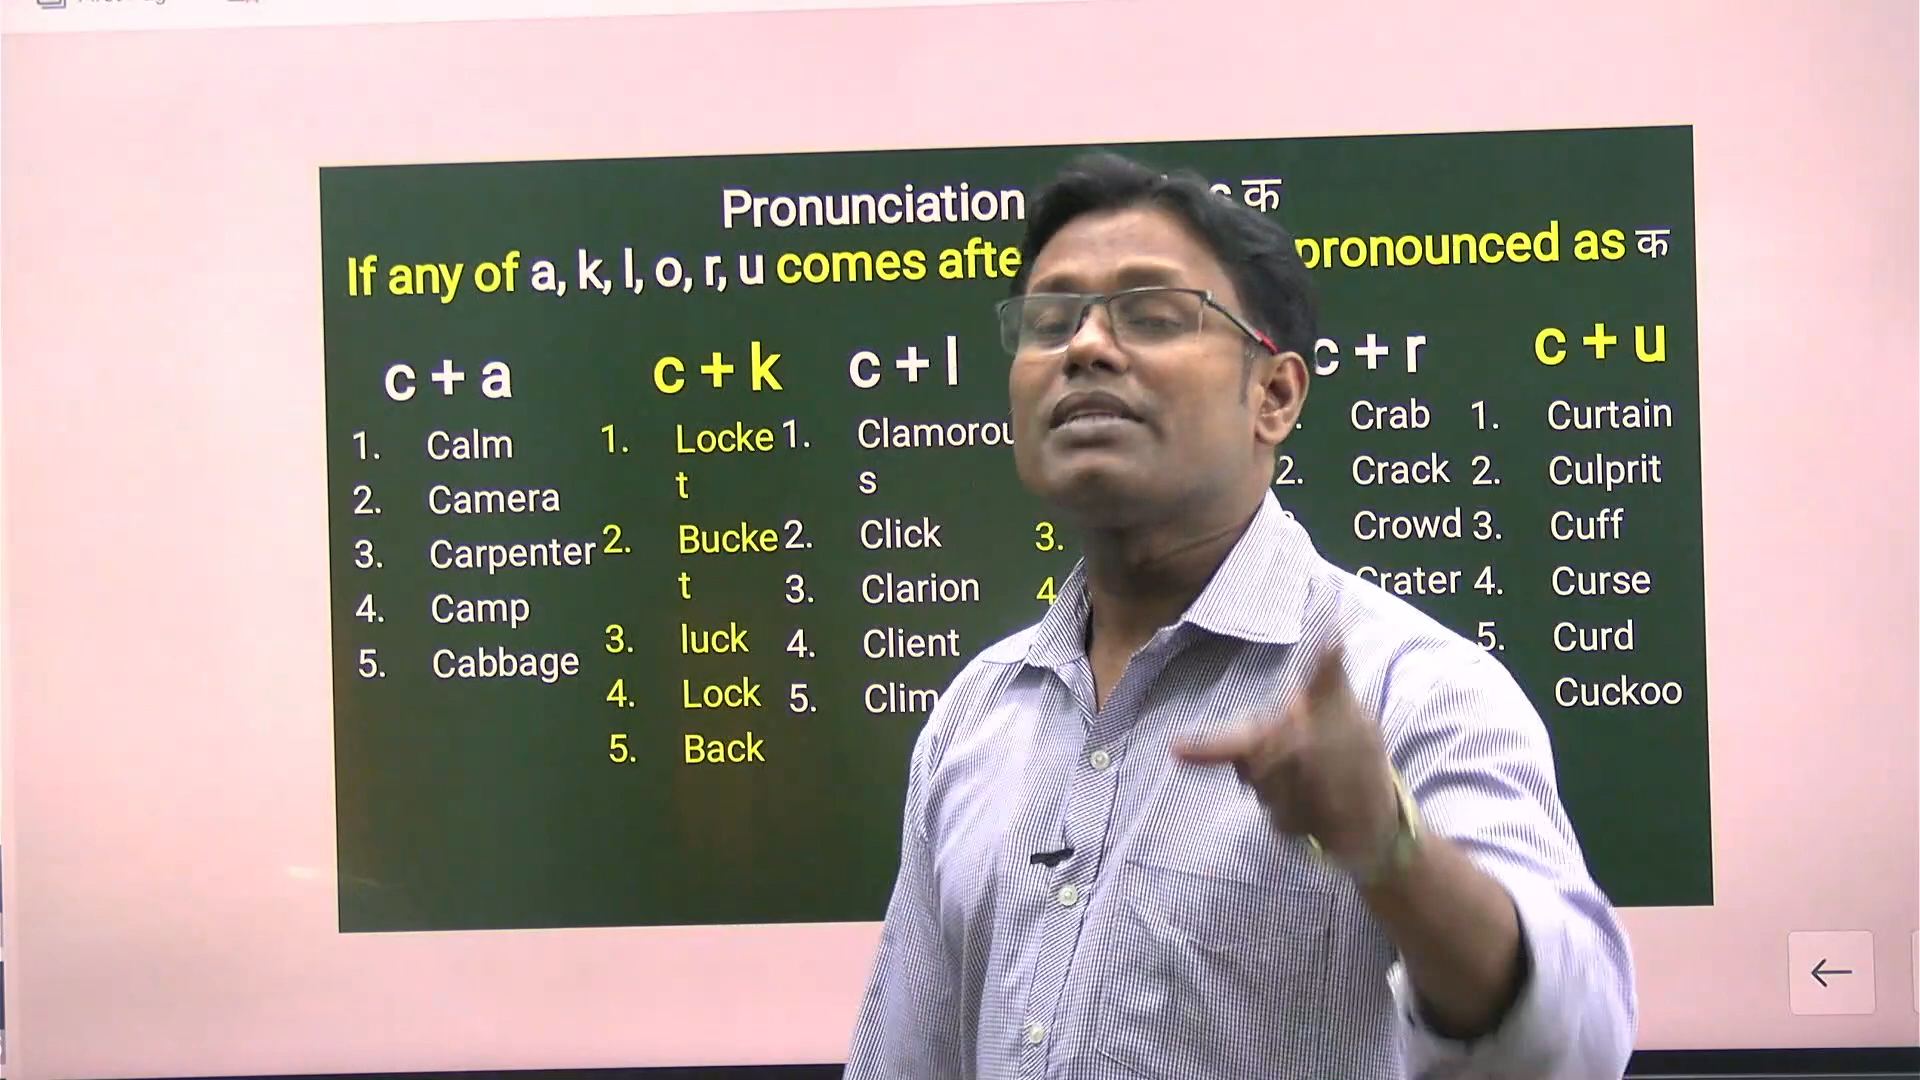 Pronunciation क
If any of a, k, l, o, r, u comes afte pronounced as क
c + a
1. Calm
2. Camera
3. Carpenter
4. Camp
5. Cabbage
c + k
1. Locke
t
2. Bucke
t
3. luck
4. Lock
5. Back
c + l
1. Clamorou
s
2. Click
3. Clarion
4. Client
5. Clim
3.
4
c + r
Crab
2. Crack
Crowd
Crater
c + u
1. Curtain
2. Culprit
3. Cuff
4. Curse
5. Curd
Cuckoo